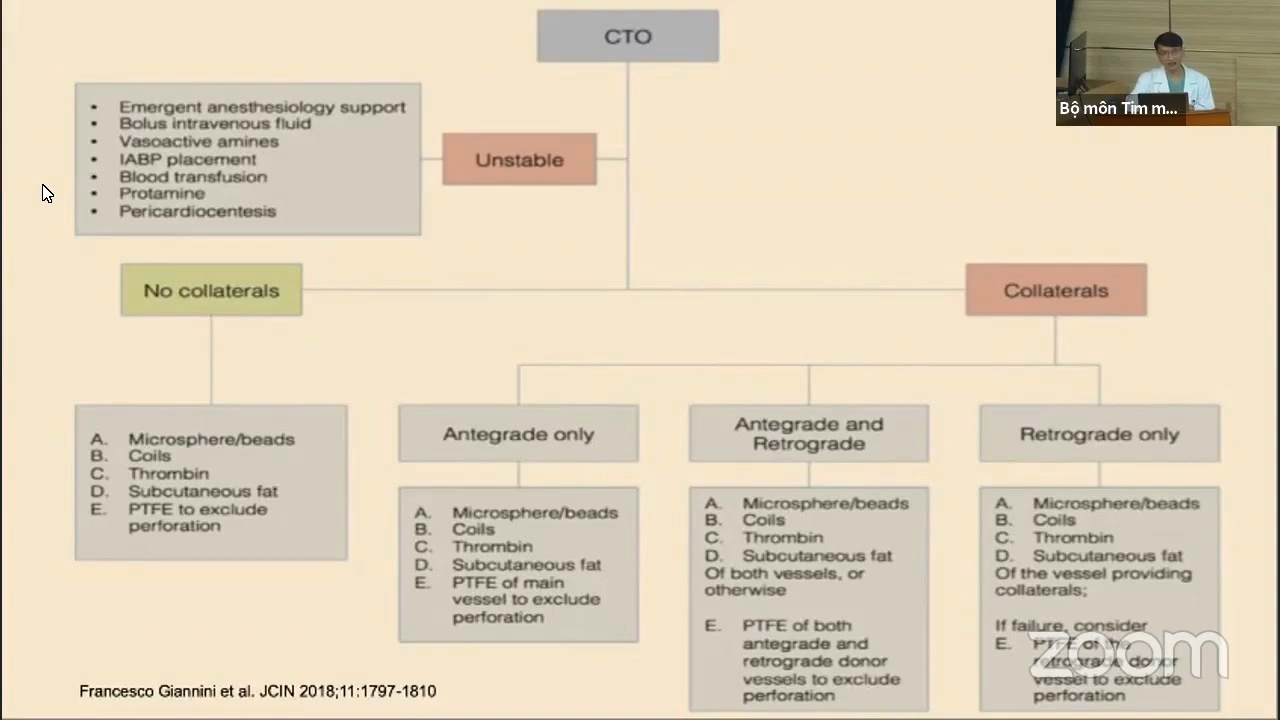 CTO
Bộ môn Tim m...
• Emergent anesthesiology support
• Bolus intravenous fluid
• Vasoactive amines
• IABP placement
• Blood transfusion
• Protamine
• Pericardiocentesis
Unstable
No collaterals
Collaterals
A. Microsphere/beads
B. Coils
C. Thrombin
D. Subcutaneous fat
E. PTFE to exclude
perforation
Antegrade only
A. Microsphere/beads
B. Coils
C. Thrombin
D. Subcutaneous fat
E. PTFE of main
vessel to exclude
perforation
Antegrade and
Retrograde
A. Microsphere/beads
B. Coils
C. Thrombin
D. Subcutaneous fat
Of both vessels, or
otherwise
E. PTFE of both
antegrade and
retrograde donor
vessels to exclude
perforation
Retrograde only
A. Microsphere/beads
B. Coils
C. Thrombin
D. Subcutaneous fat
Of the vessel providing
collaterals;
If failure, consider
E. PTFE of the
retrograde donor
vessel to exclude
perforation
zoom
Francesco Giannini et al. JCIN 2018;11:1797-1810